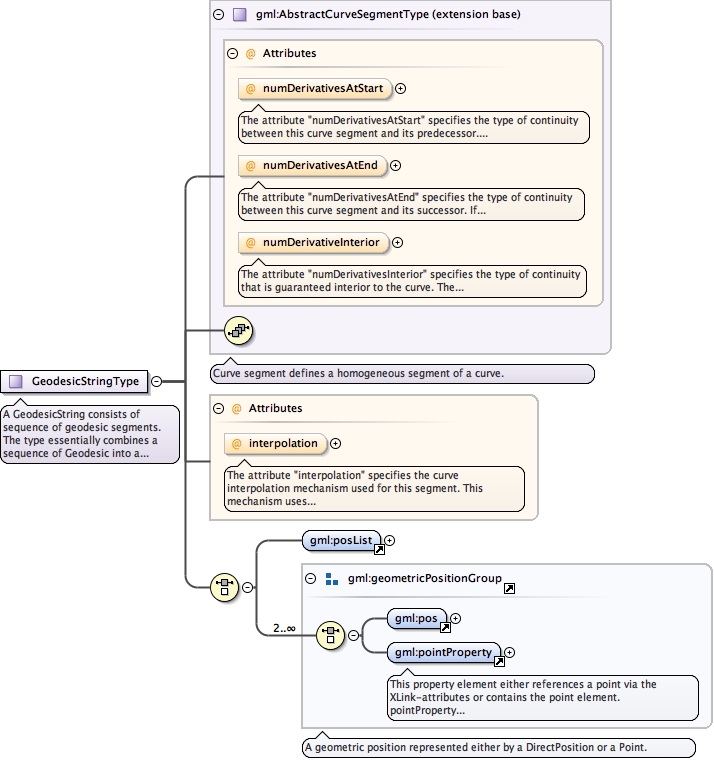 gml:AbstractCurveSegmentType (extension base)
@ Attributes
@ numDerivativesAtStart
The attribute "numDerivativesAtStart" specifies the type of continuity
between this curve segment and its predecessor....
@ numDerivativesAtEnd
The attribute "numDerivativesAtEnd" specifies the type of continuity
between this curve segment and its successor. If...
@ numDerivativeInterior
The attribute "numDerivativesInterior" specifies the type of continuity
that is guaranteed interior to the curve. The...
Curve segment defines a homogeneous segment of a curve.
GeodesicStringType
A GeodesicString consists of
sequence of geodesic segments.
The type essentially combines a
sequence of Geodesic into a...
@ Attributes
@ interpolation
The attribute "interpolation" specifies the curve
interpolation mechanism used for this segment. This
mechanism uses...
gml:posList
gml:geometricPositionGroup
2..∞
gml:pos
gml:pointProperty
This property element either references a point via the
XLink-attributes or contains the point element.
pointProperty...
A geometric position represented either by a DirectPosition or a Point.